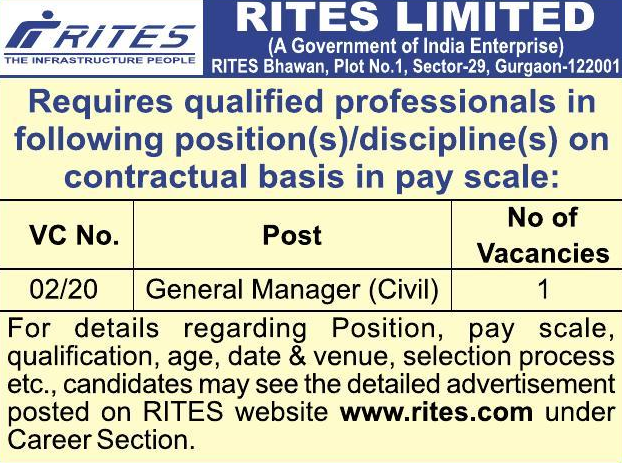 RITES
THE INFRASTRUCTURE PEOPLE
RITES LIMITED
(A Government of India Enterprise)
RITES Bhawan, Plot No.1, Sector-29, Gurgaon-122001
Requires qualified professionals in
following position(s)/discipline(s) on
contractual basis in pay scale:
VC No. Post No of Vacancies
02/20 General Manager (Civil) 1
For details regarding Position, pay scale,
qualification, age, date & venue, selection process
etc., candidates may see the detailed advertisement
posted on RITES website www.rites.com under
Career Section.